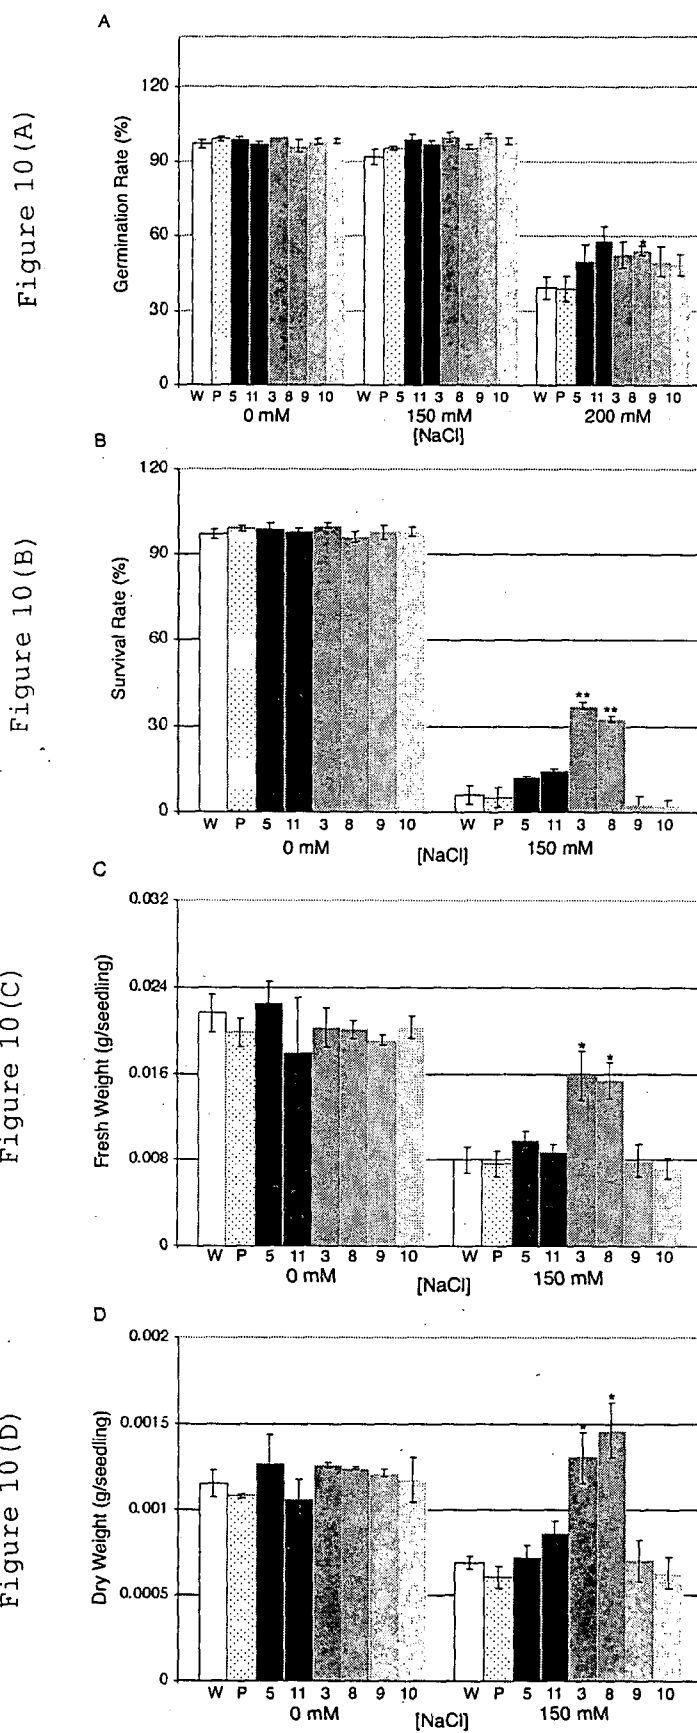 Figure 10(A)
A
Germination Rate (%)
120
90
60
30
0
*
W P 5 11 3 8 9 10 W P 5 11 3 8 9 10 W P 5 11 3 8 9 10
0 mM 150 mM 200 mM
[NaCl]
Figure 10(B)
B
Survival Rate (%)
120
90
60
30
0
** **
W P 5 11 3 8 9 10 W P 5 11 3 8 9 10
0 mM [NaCl] 150 mM
Figure 10(C)
C
Fresh Weight (g/seedling)
0.032
0.024
0.016
0.008
0
* *
W P 5 11 3 8 9 10 W P 5 11 3 8 9 10
0 mM [NaCl] 150 mM
Figure 10(D)
D
Dry Weight (g/seedling)
0.002
0.0015
0.001
0.0005
0
* *
W P 5 11 3 8 9 10 W P 5 11 3 8 9 10
0 mM [NaCl] 150 mM